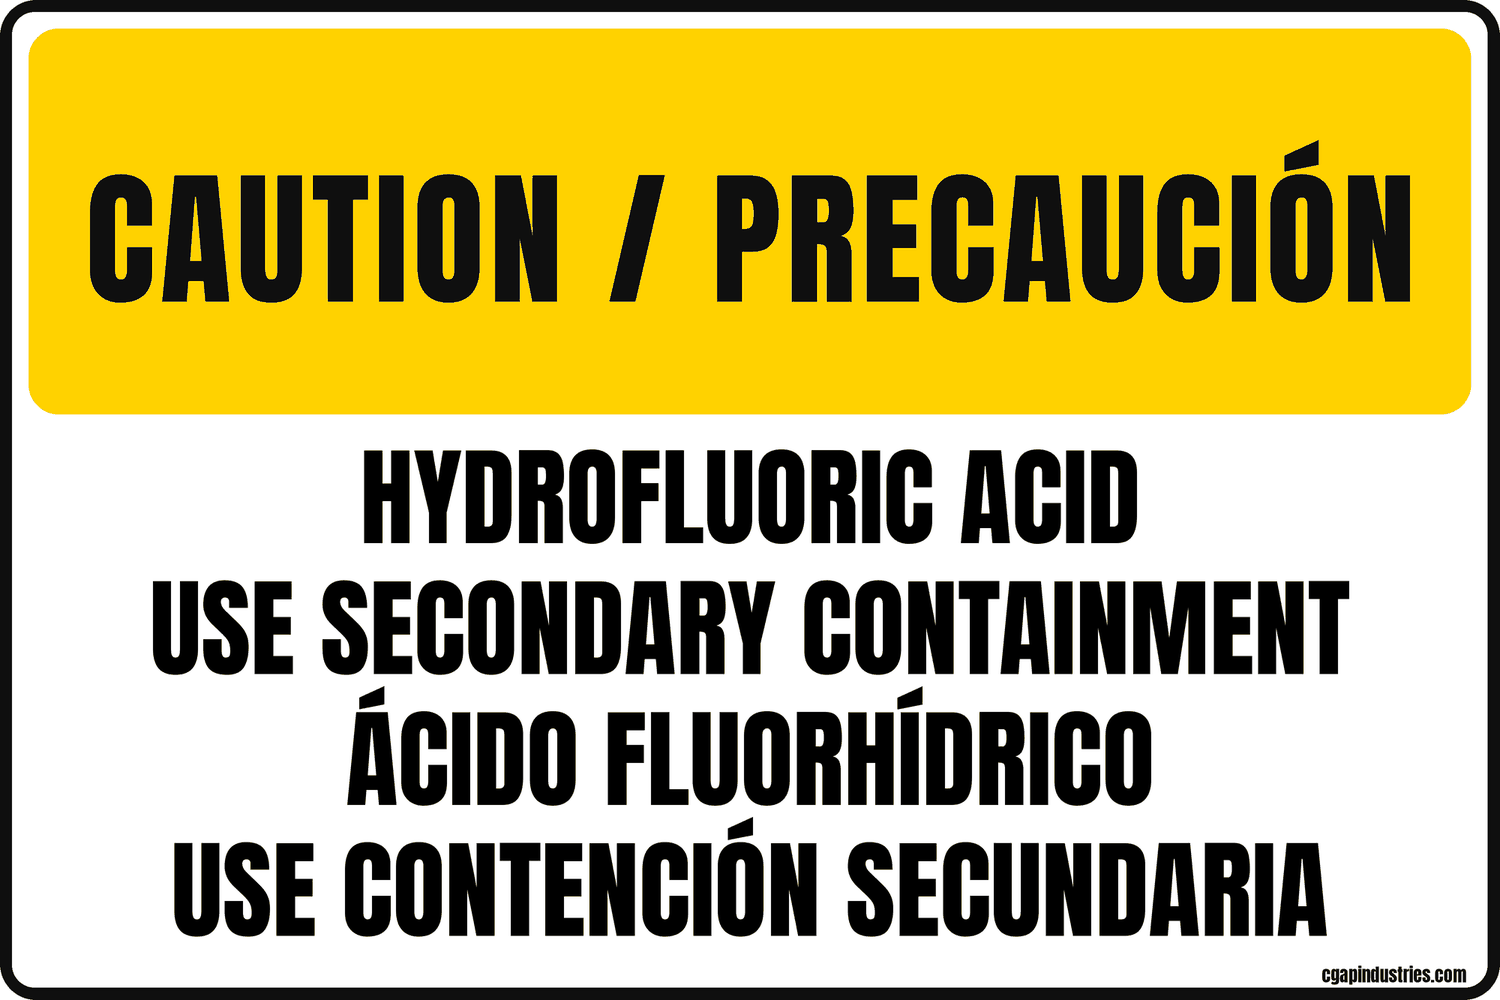 CAUTION / PRECAUCIÓN
HYDROFLUORIC ACID
USE SECONDARY CONTAINMENT
ÁCIDO FLUORHÍDRICO
USE CONTENCIÓN SECUNDARIA
cgapindustries.com